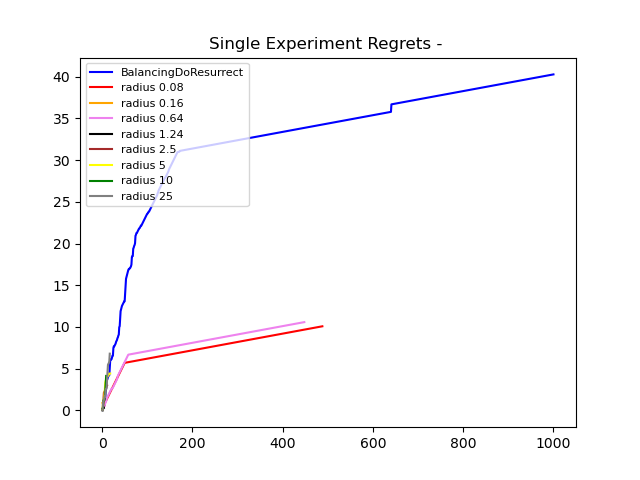 Single Experiment Regrets -
BalancingDoResurrect
radius 0.08
radius 0.16
radius 0.64
radius 1.24
radius 2.5
radius 5
radius 10
radius 25
40
35
30
25
20
15
10
5
0
0 200 400 600 800 1000